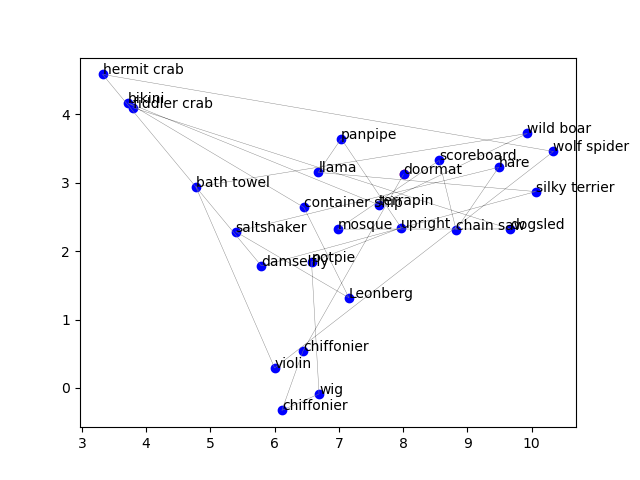 hermit crab
bikini
fiddler crab
panpipe
wild boar
scoreboard
wolf spider
llama
doormat
hare
bath towel
silky terrier
container ship
terrapin
saltshaker
mosque
upright
chain saw
dogsled
damselfly
potpie
Leonberg
chiffonier
violin
wig
chiffonier
4
3
2
1
0
3 4 5 6 7 8 9 10